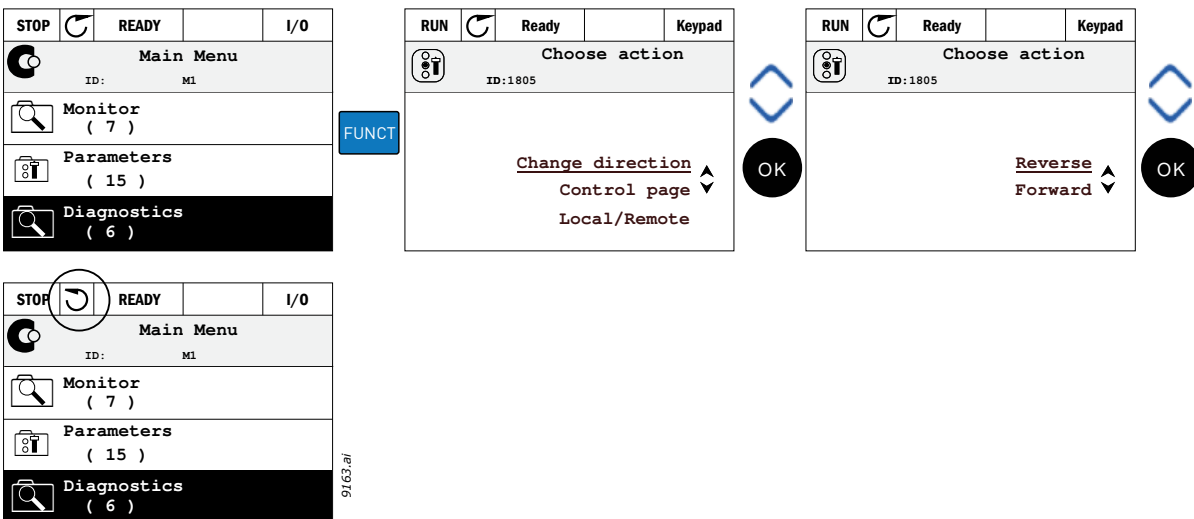 STOP READY I/O
Main Menu
ID: M1
Monitor
( 7 )
Parameters
( 15 )
Diagnostics
( 6 )
FUNCT
RUN Ready Keypad
Choose action
ID:1805
Change direction
Control page
Local/Remote
OK
RUN Ready Keypad
Choose action
ID:1805
Reverse
Forward
OK
STOP READY I/O
Main Menu
ID: M1
Monitor
( 7 )
Parameters
( 15 )
Diagnostics
( 6 )
9163.ai